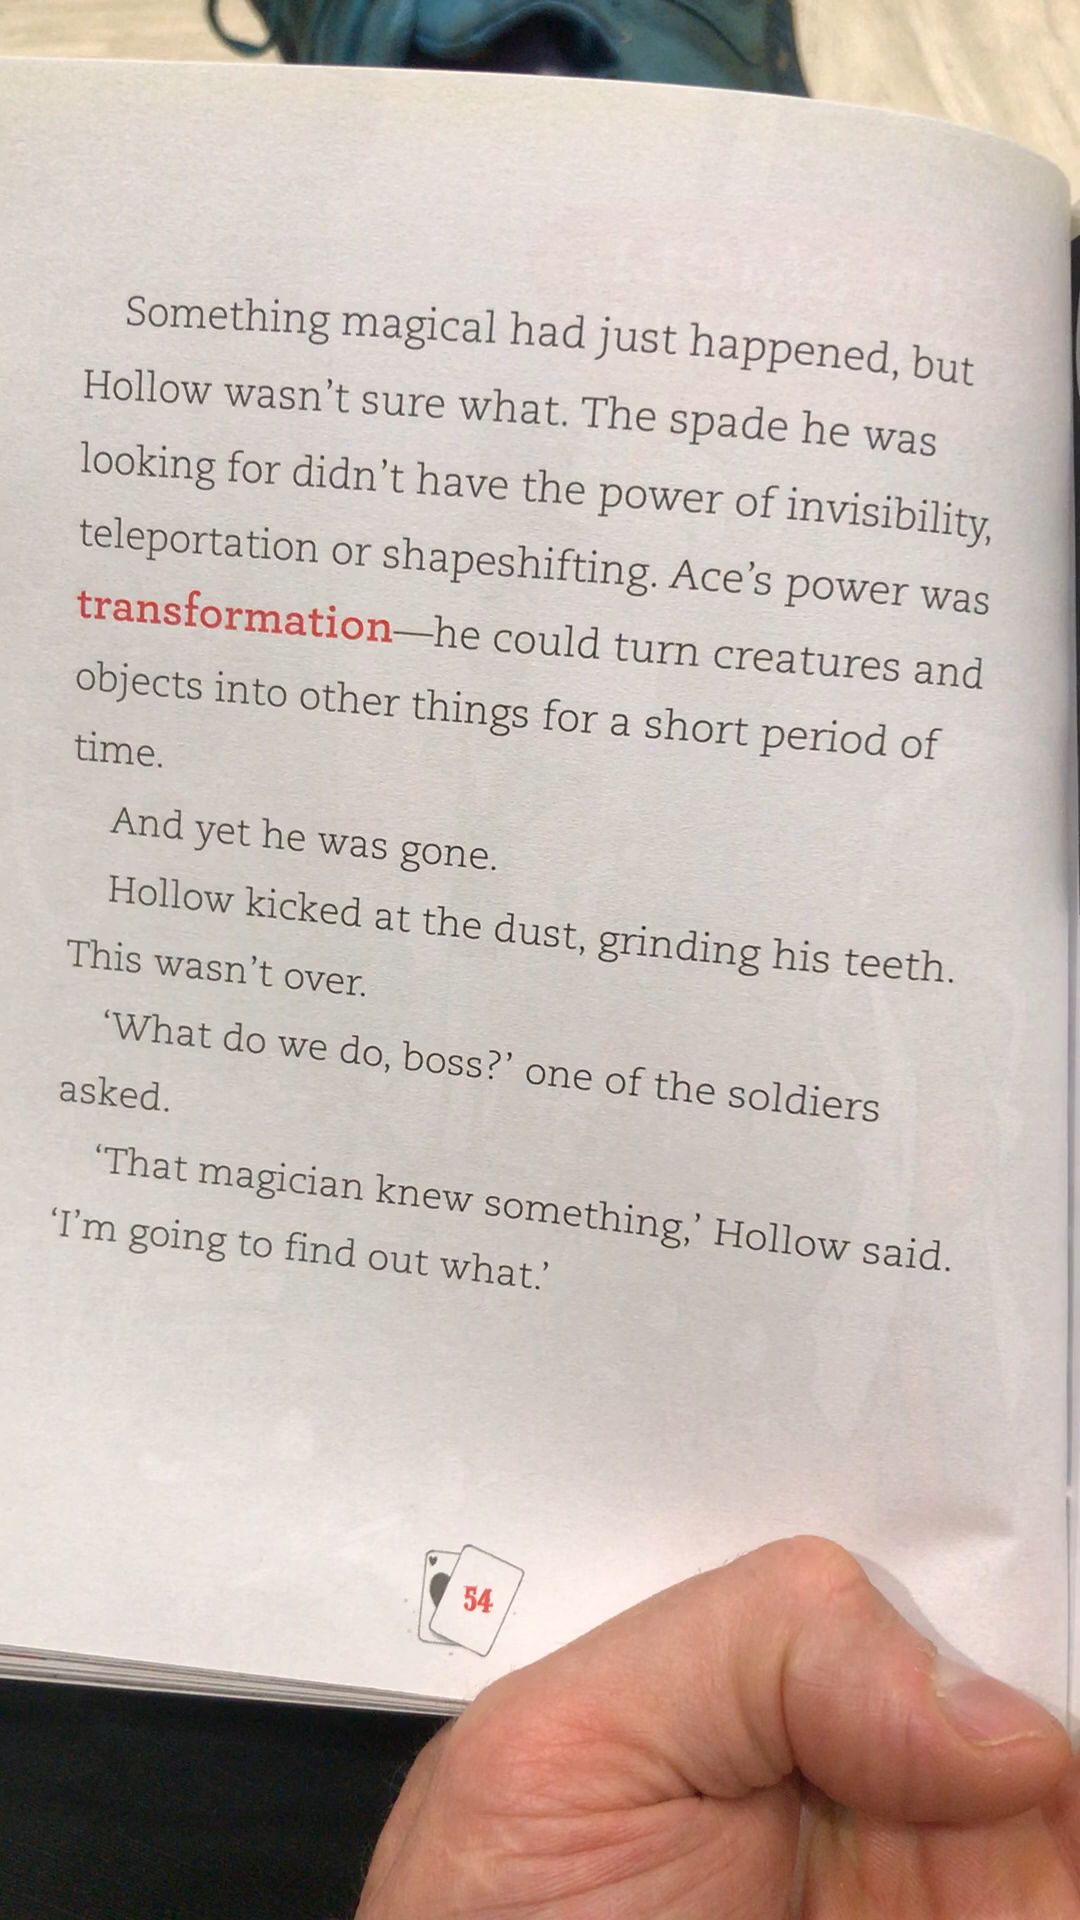 Something magical had just happened, but
Hollow wasn’t sure what. The spade he was
looking for didn’t have the power of invisibility,
teleportation or shapeshifting. Ace’s power was
transformation—he could turn creatures and
objects into other things for a short period of
time.
And yet he was gone.
Hollow kicked at the dust, grinding his teeth.
This wasn’t over.
‘What do we do, boss?’ one of the soldiers
asked.
‘That magician knew something,’ Hollow said.
‘I’m going to find out what.’
54